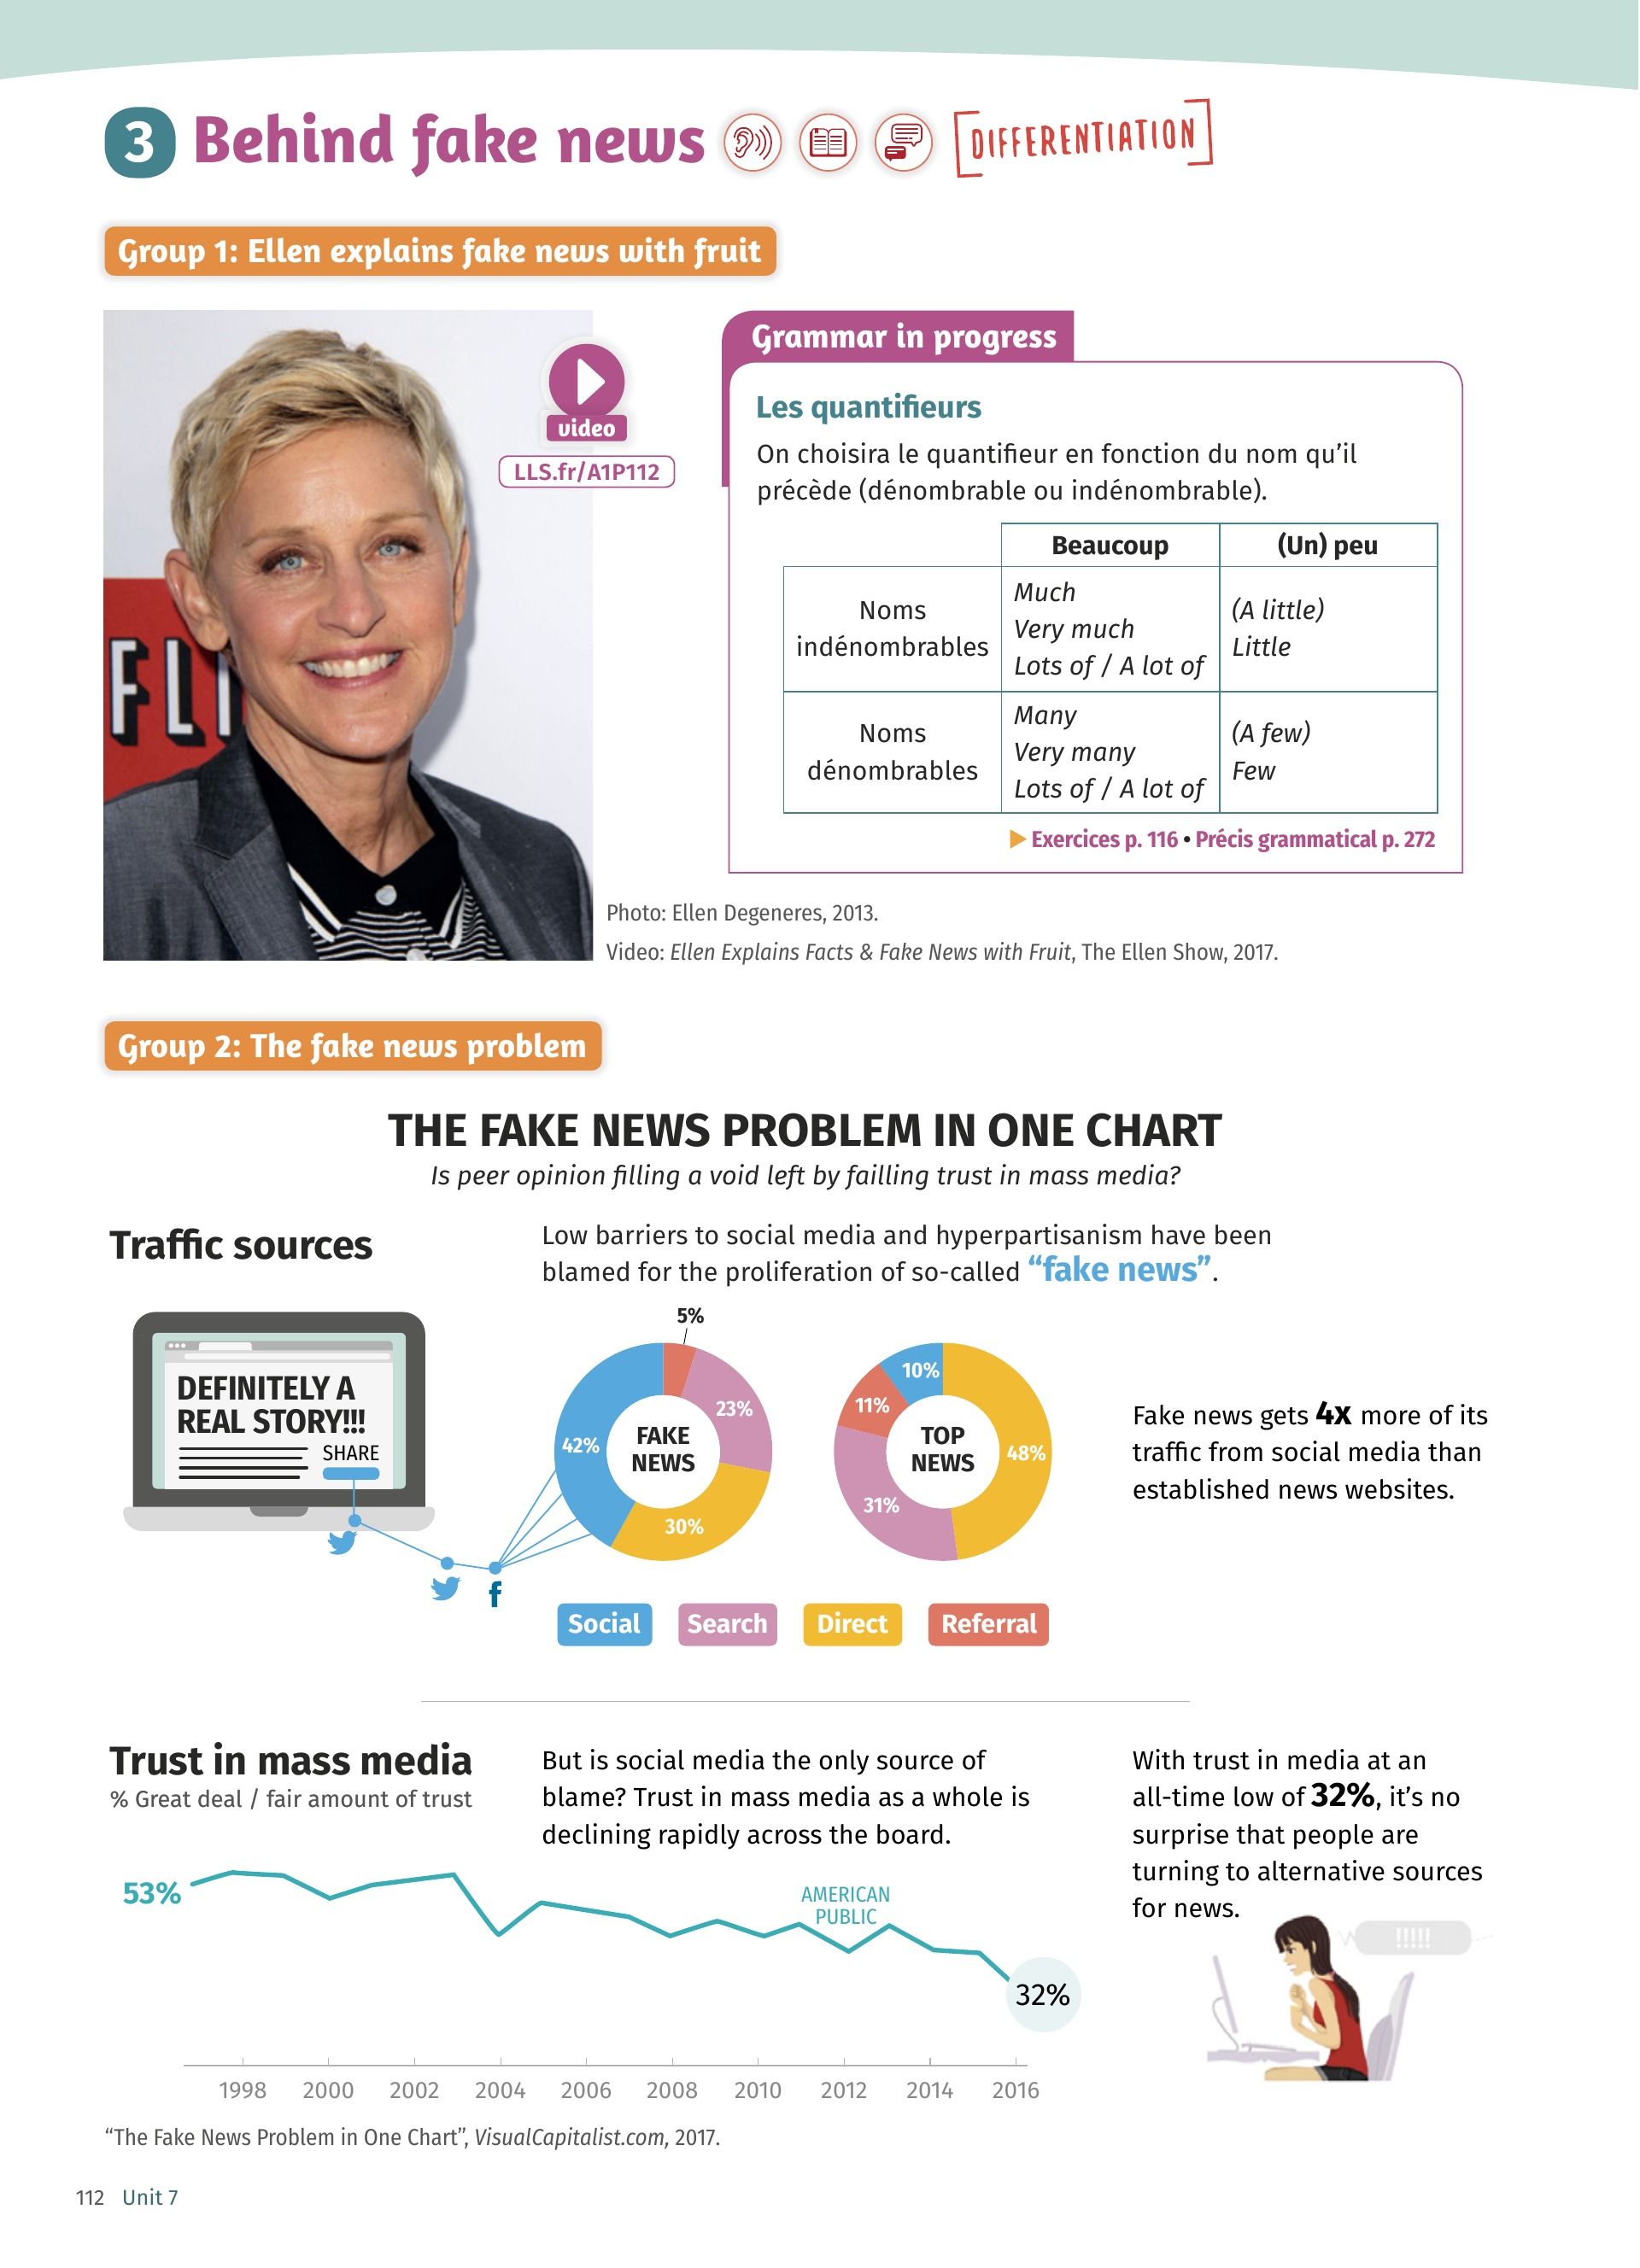 3 Behind fake news
[DIFFERENTIATION]
Group 1: Ellen explains fake news with fruit
FLI
video
LLS.fr/A1P112
Grammar in progress
Les quantifieurs
On choisira le quantifieur en fonction du nom qu’il
précède (dénombrable ou indénombrable).
Beaucoup (Un) peu
Noms
indénombrables
Much
Very much
Lots of / A lot of
(A little)
Little
Noms
dénombrables
Many
Very many
Lots of / A lot of
(A few)
Few
▶ Exercices p. 116 • Précis grammatical p. 272
Photo: Ellen Degeneres, 2013.
Video: Ellen Explains Facts & Fake News with Fruit, The Ellen Show, 2017.
Group 2: The fake news problem
THE FAKE NEWS PROBLEM IN ONE CHART
Is peer opinion filling a void left by failling trust in mass media?
Traffic sources
Low barriers to social media and hyperpartisanism have been
blamed for the proliferation of so-called “fake news”.
DEFINITELY A
REAL STORY!!!
SHARE
f
5%
23%
30%
42%
FAKE
NEWS
10%
11%
31%
48%
TOP
NEWS
Fake news gets 4x more of its
traffic from social media than
established news websites.
Social Search Direct Referral
Trust in mass media
% Great deal / fair amount of trust
But is social media the only source of
blame? Trust in mass media as a whole is
declining rapidly across the board.
With trust in media at an
all-time low of 32%, it’s no
surprise that people are
turning to alternative sources
for news.
!!!!!
53%
AMERICAN
PUBLIC
32%
1998 2000 2002 2004 2006 2008 2010 2012 2014 2016
“The Fake News Problem in One Chart”, VisualCapitalist.com, 2017.
112 Unit 7